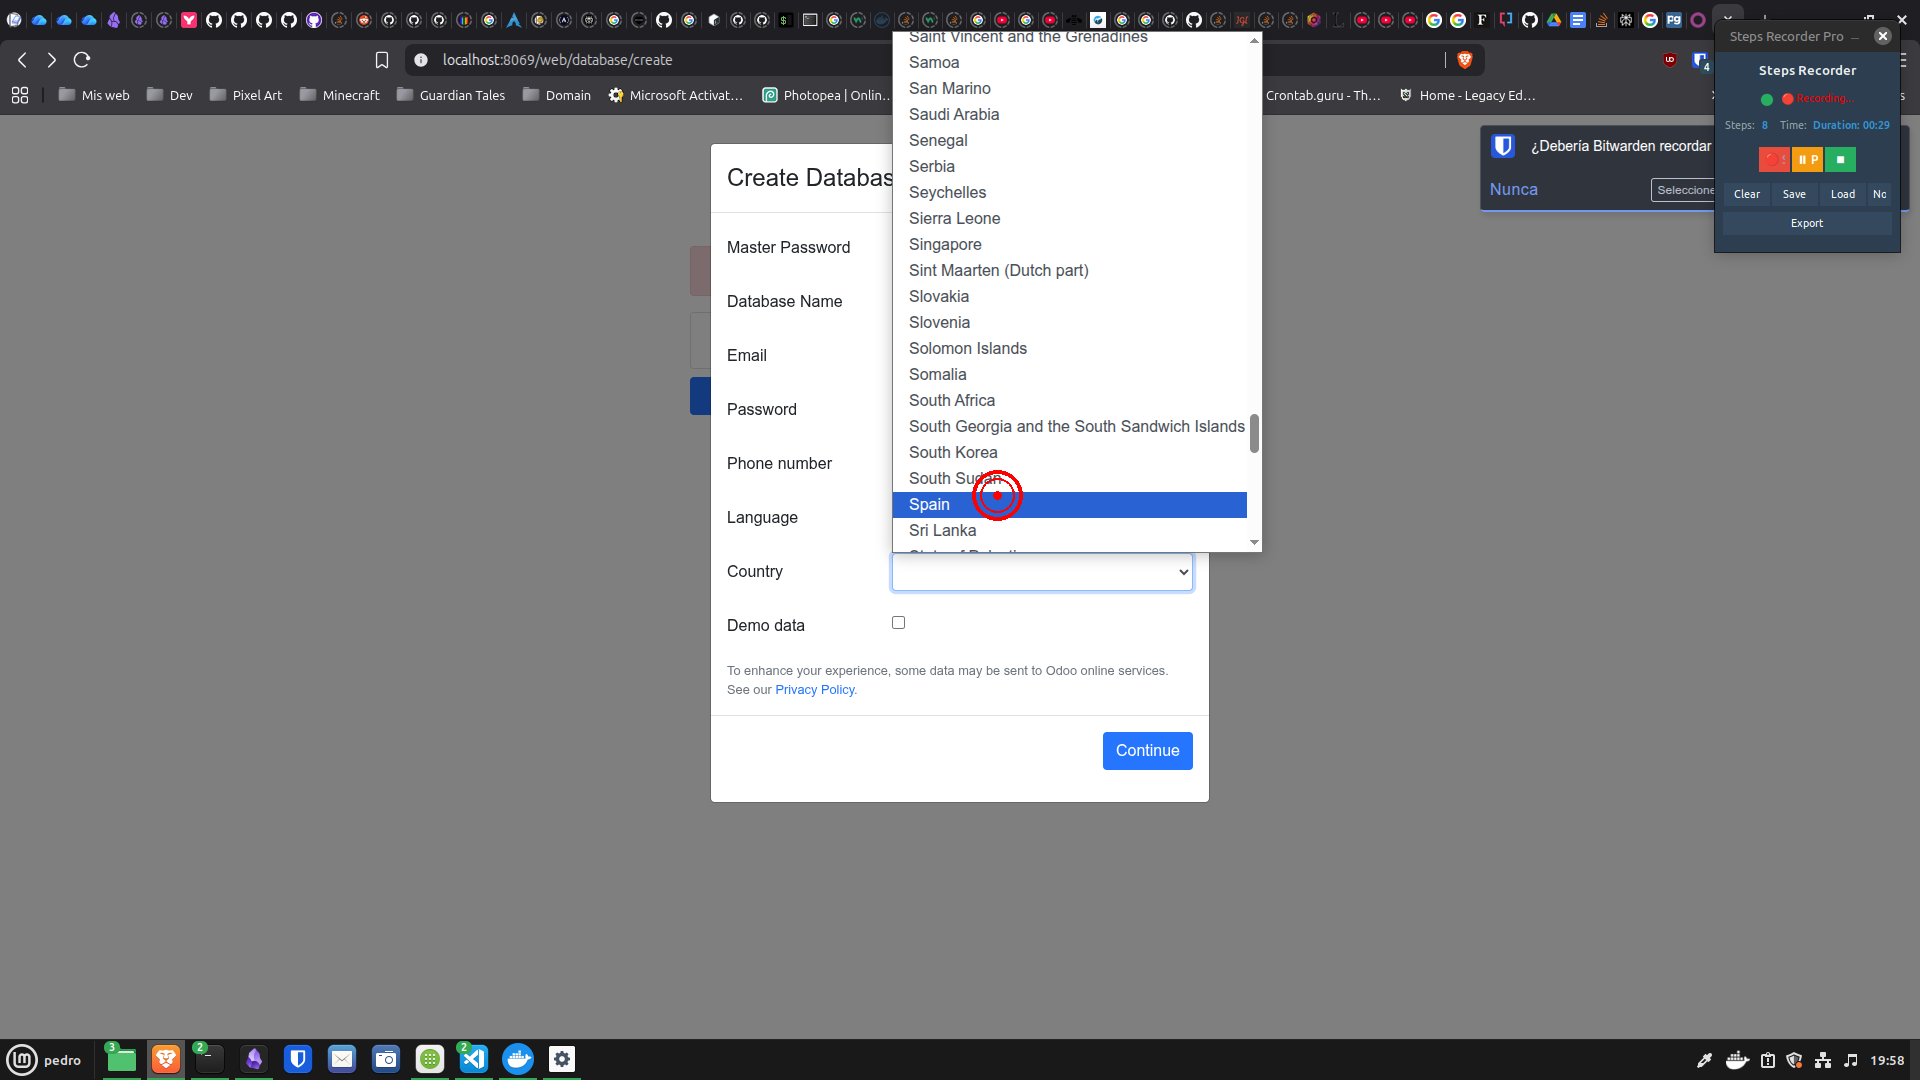 Steps Recorder Pro
localhost:8069/web/database/create
4
Mis web
Dev
Pixel Art
Minecraft
Guardian Tales
Domain
Microsoft Activat...
Photopea | Onlin...
Crontab.guru - Th...
Home - Legacy Ed...
Steps Recorder
Recording...
Steps: 8 Time: Duration: 00:29
P
Clear
Save
Load
No
Export
¿Debería Bitwarden recordar
Nunca
Seleccione
Saint Vincent and the Grenadines
Samoa
San Marino
Saudi Arabia
Senegal
Serbia
Seychelles
Sierra Leone
Singapore
Sint Maarten (Dutch part)
Slovakia
Slovenia
Solomon Islands
Somalia
South Africa
South Georgia and the South Sandwich Islands
South Korea
South Sudan
Spain
Sri Lanka
Create Databas
Master Password
Database Name
Email
Password
Phone number
Language
Country
Demo data
To enhance your experience, some data may be sent to Odoo online services.
See our Privacy Policy.
Continue
pedro
3
2
2
19:58